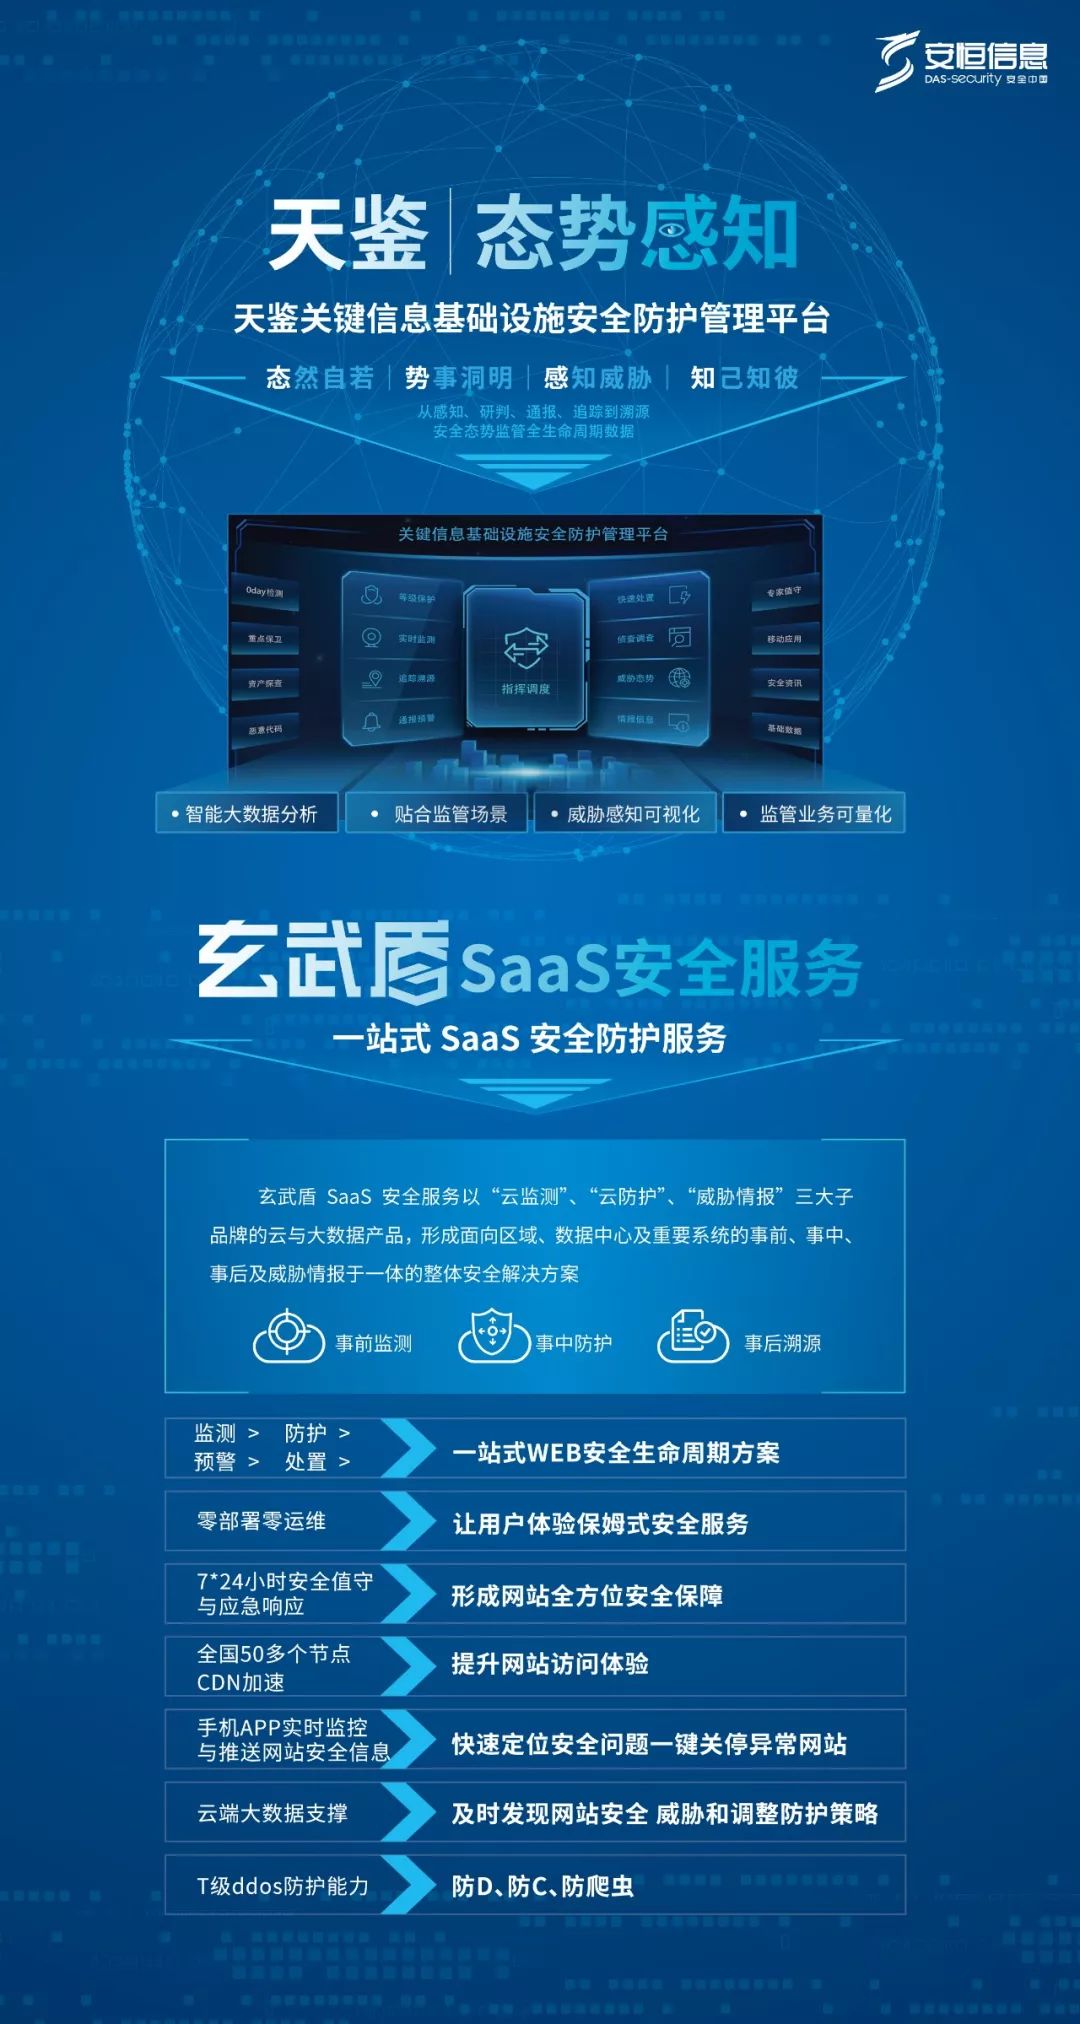 安恒信息
DAS-security 安全中国
天鉴 态势感知
天鉴关键信息基础设施安全防护管理平台
态然自若 势事洞明 感知威胁 知己知彼
从感知、研判、通报、追踪到溯源
安全态势监管全生命周期数据
关键信息基础设施安全防护管理平台
0day检测
重点保卫
资产探查
恶意代码
等级保护
实时监测
追踪溯源
通报预警
指挥调度
快速处置
侦查调查
威胁态势
情报信息
专家值守
移动应用
安全资讯
基础数据
• 智能大数据分析
• 贴合监管场景
• 威胁感知可视化
• 监管业务可量化
玄武盾SaaS安全服务
一站式 SaaS 安全防护服务
玄武盾 SaaS 安全服务以“云监测”、“云防护”、“威胁情报”三大子
品牌的云与大数据产品，形成面向区域、数据中心及重要系统的事前、事中、
事后及威胁情报于一体的整体安全解决方案
事前监测 事中防护 事后溯源
监测 > 防护 >
预警 > 处置 >
一站式WEB安全生命周期方案
零部署零运维
让用户体验保姆式安全服务
7*24小时安全值守
与应急响应
形成网站全方位安全保障
全国50多个节点
CDN加速
提升网站访问体验
手机APP实时监控
与推送网站安全信息
快速定位安全问题一键关停异常网站
云端大数据支撑
及时发现网站安全 威胁和调整防护策略
T级ddos防护能力
防D、防C、防爬虫